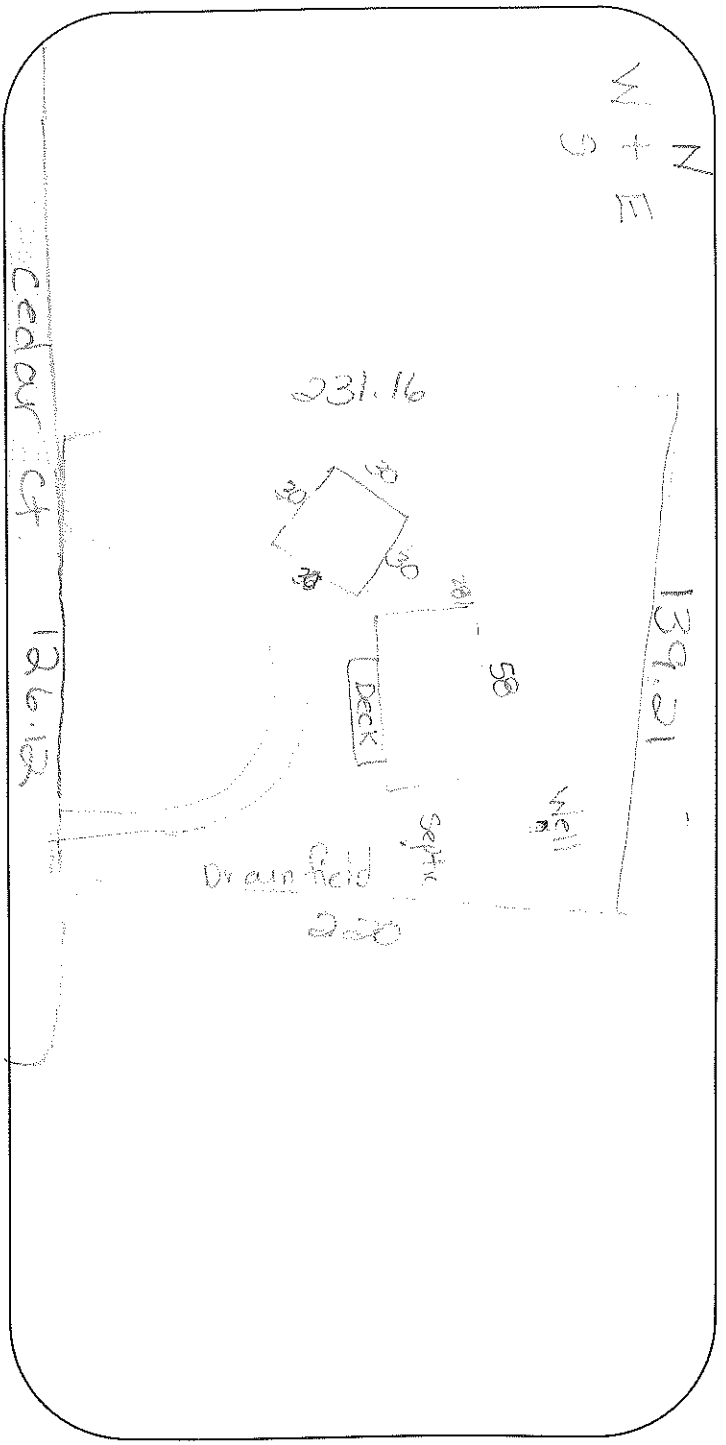 N
W + E
S
139.21
231.16
30
30
30
30
28
58
Deck
Well
Septic
Drainfield
220
Cedar Ct 126.12